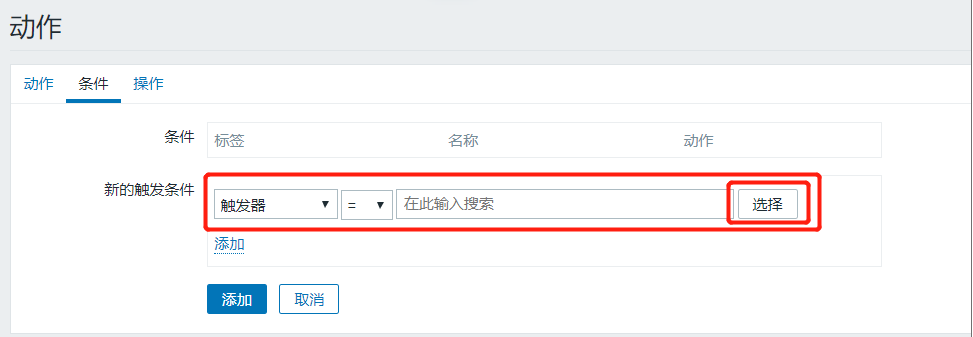 动作
动作 条件 操作
条件 标签 名称 动作
新的触发条件 触发器 = 在此输入搜索 选择
添加
添加 取消